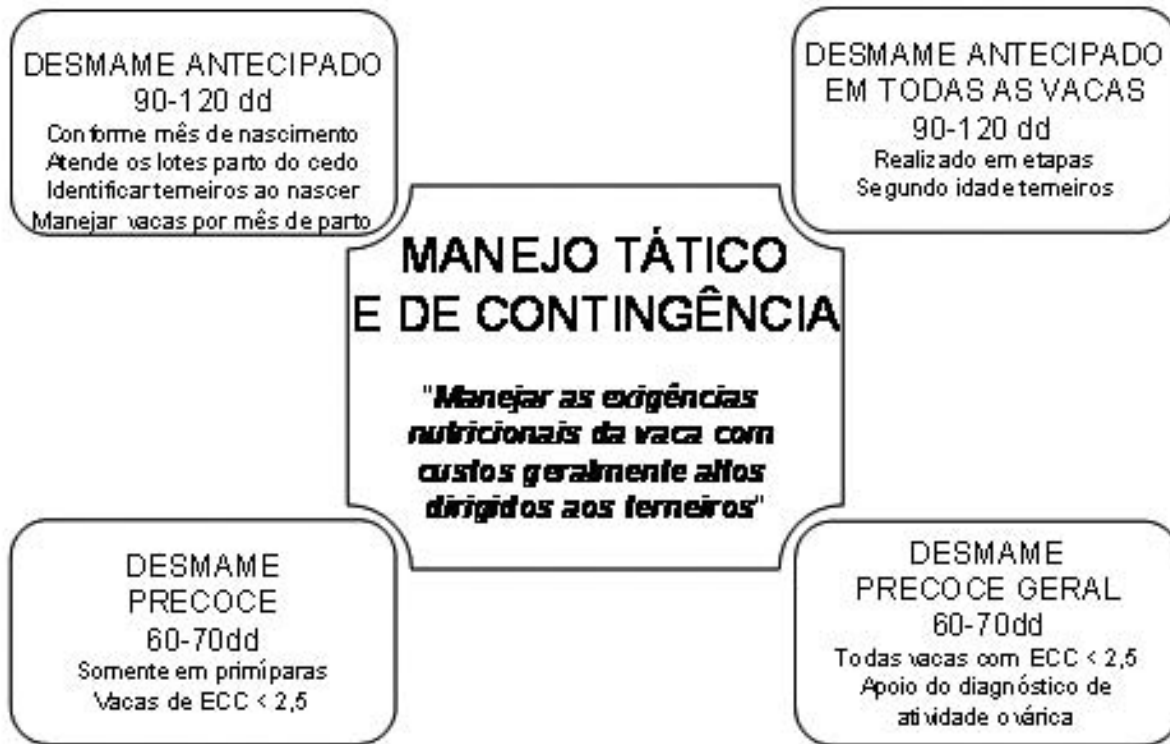 DESMAME ANTECIPADO
90-120 dd
Conforme mês de nascimento
Atende os lotes parto do cedo
Identificar terneiros ao nascer
Manejar vacas por mês de parto
DESMAME ANTECIPADO
EM TODAS AS VACAS
90-120 dd
Realizado em etapas
Segundo idade terneiros
MANEJO TÁTICO
E DE CONTINGÊNCIA
"Manejar as exigências
nutricionais da vaca com
custos geralmente altos
dirigidos aos terneiros"
DESMAME
PRECOCE
60-70dd
Somente em primíparas
Vacas de ECC < 2,5
DESMAME
PRECOCE GERAL
60-70dd
Todas vacas com ECC < 2,5
Apoio do diagnóstico de
atividade ovárica